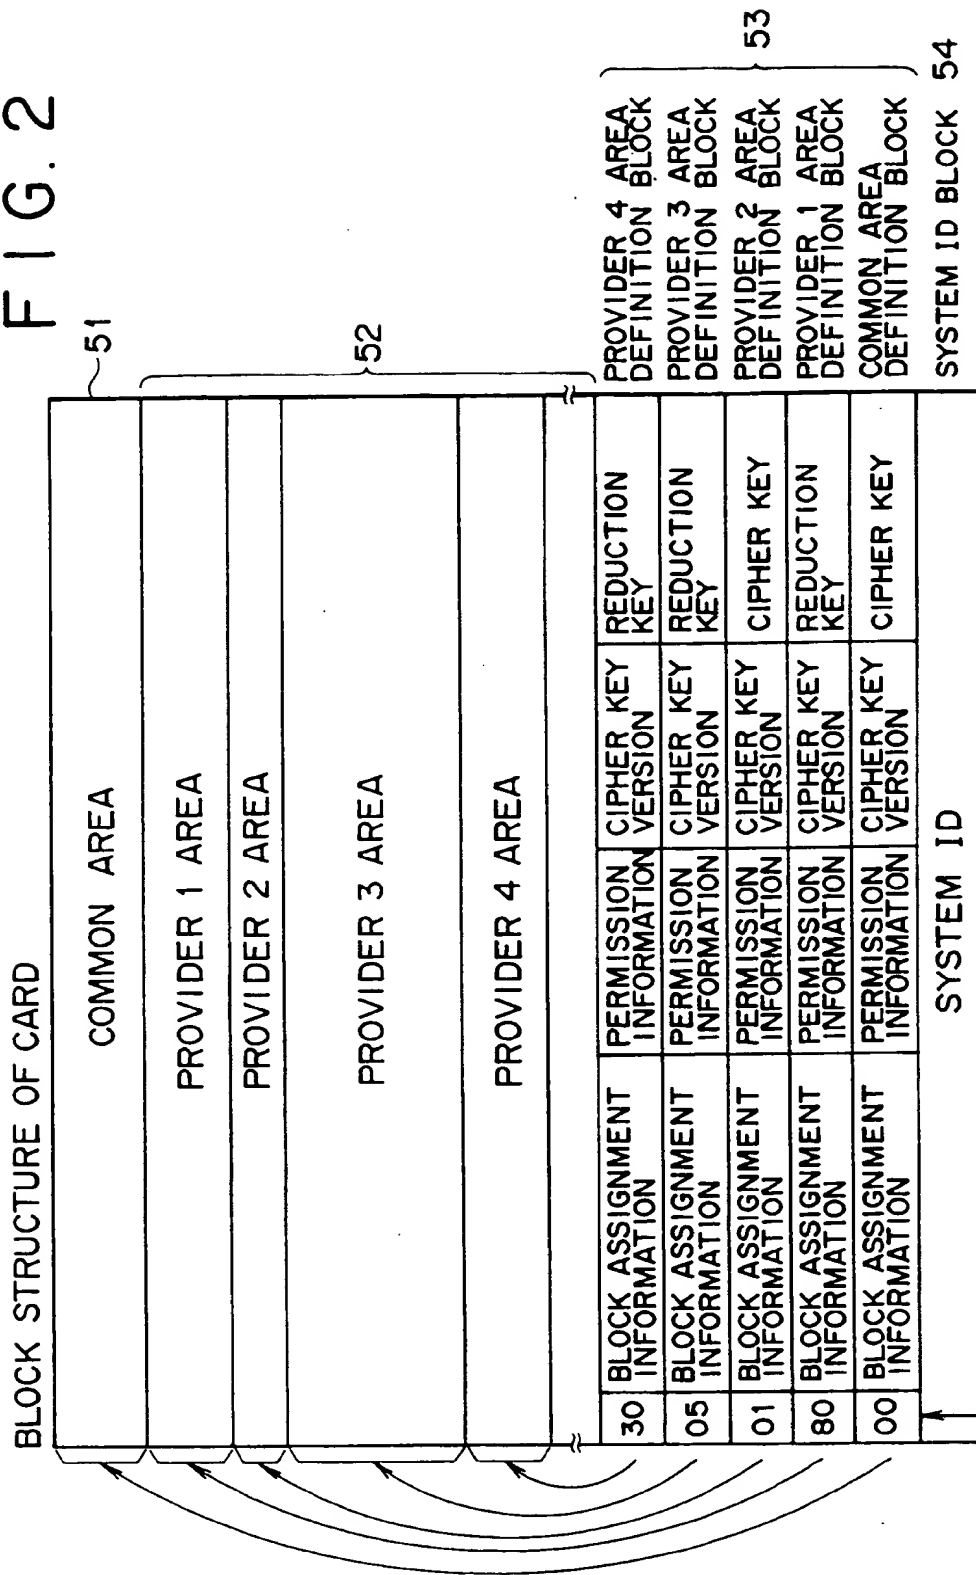 FIG. 2
BLOCK STRUCTURE OF CARD
COMMON AREA
51
PROVIDER 1 AREA
PROVIDER 2 AREA
PROVIDER 3 AREA
PROVIDER 4 AREA
52
30
BLOCK ASSIGNMENT
INFORMATION
PERMISSION
INFORMATION
CIPHER KEY
VERSION
REDUCTION
KEY
PROVIDER 4 AREA
DEFINITION BLOCK
05
BLOCK ASSIGNMENT
INFORMATION
PERMISSION
INFORMATION
CIPHER KEY
VERSION
REDUCTION
KEY
PROVIDER 3 AREA
DEFINITION BLOCK
01
BLOCK ASSIGNMENT
INFORMATION
PERMISSION
INFORMATION
CIPHER KEY
VERSION
CIPHER KEY
PROVIDER 2 AREA
DEFINITION BLOCK
80
BLOCK ASSIGNMENT
INFORMATION
PERMISSION
INFORMATION
CIPHER KEY
VERSION
REDUCTION
KEY
PROVIDER 1 AREA
DEFINITION BLOCK
00
BLOCK ASSIGNMENT
INFORMATION
PERMISSION
INFORMATION
CIPHER KEY
VERSION
CIPHER KEY
COMMON AREA
DEFINITION BLOCK
53
SYSTEM ID
SYSTEM ID BLOCK 54